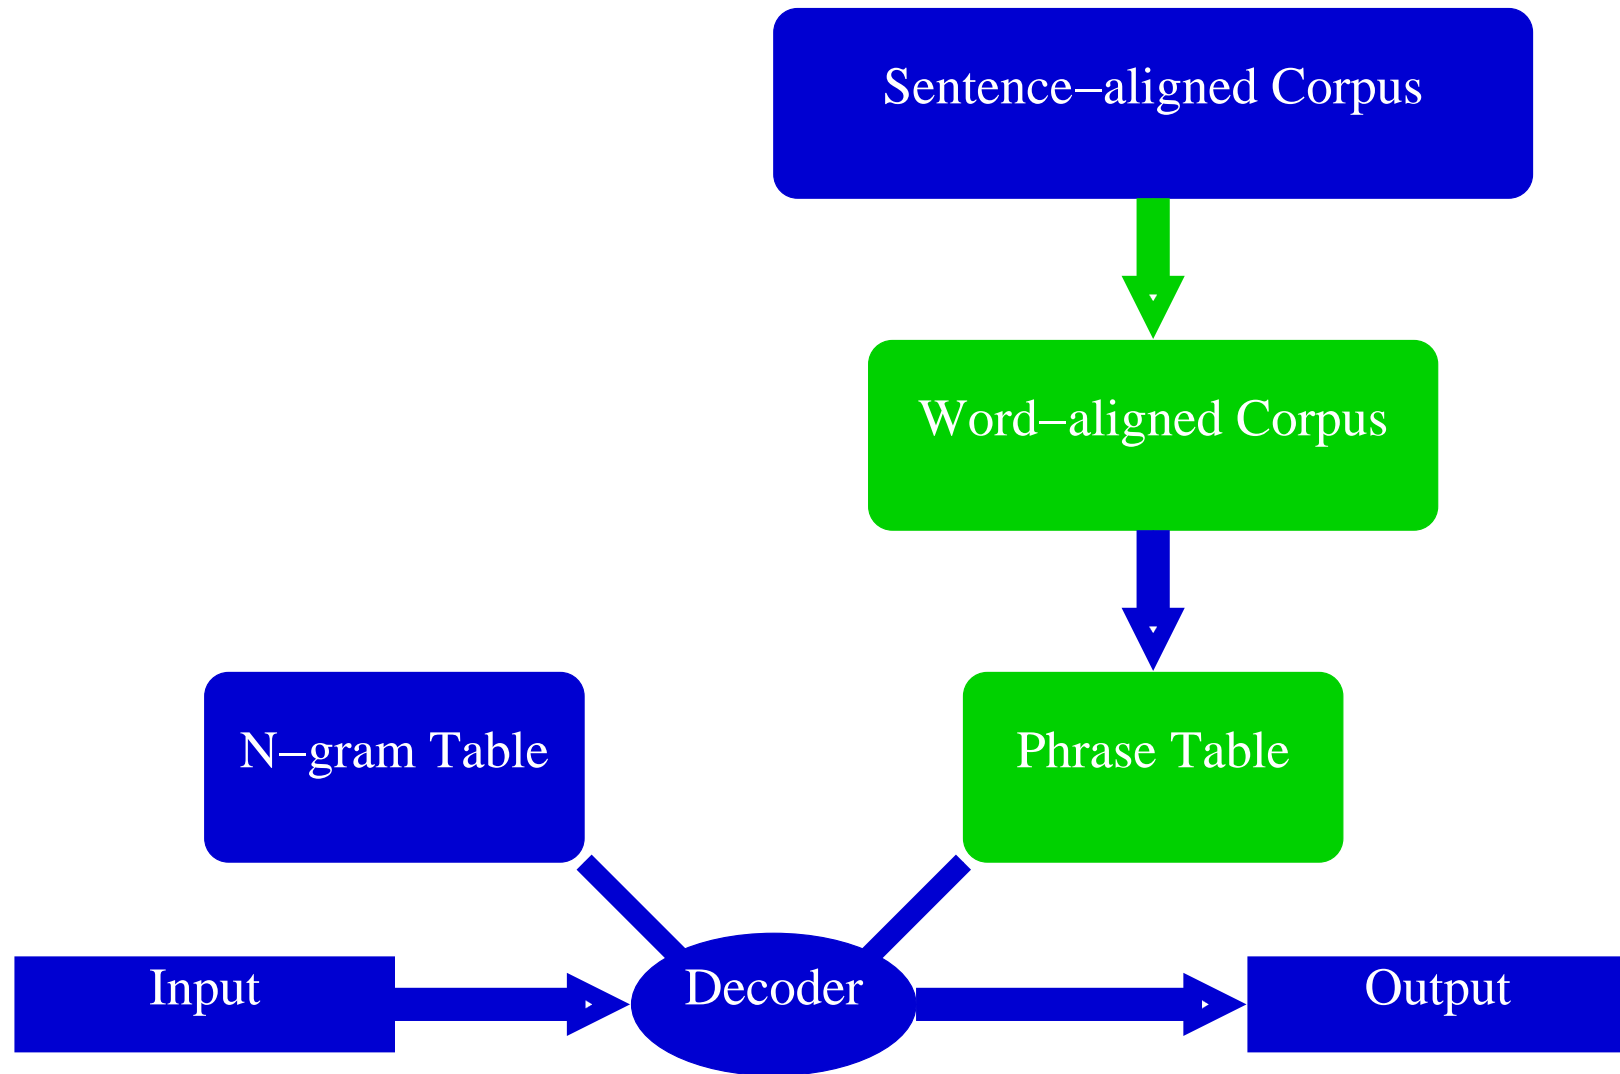 Sentence−aligned Corpus
Word−aligned Corpus
N−gram Table
Phrase Table
Input
Decoder
Output